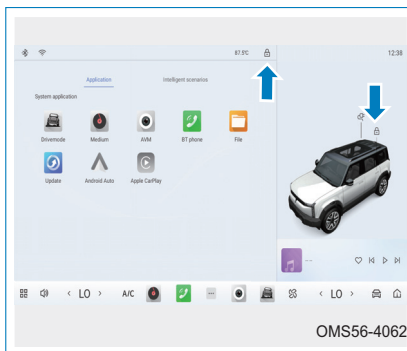 87.5°C
12:38
Application
Intelligent scenarios
System application
Drivemode
Medium
AVM
BT phone
File
Update
Android Auto
Apple CarPlay
...
< LO >
A/C
...
< LO >
OMS56-4062